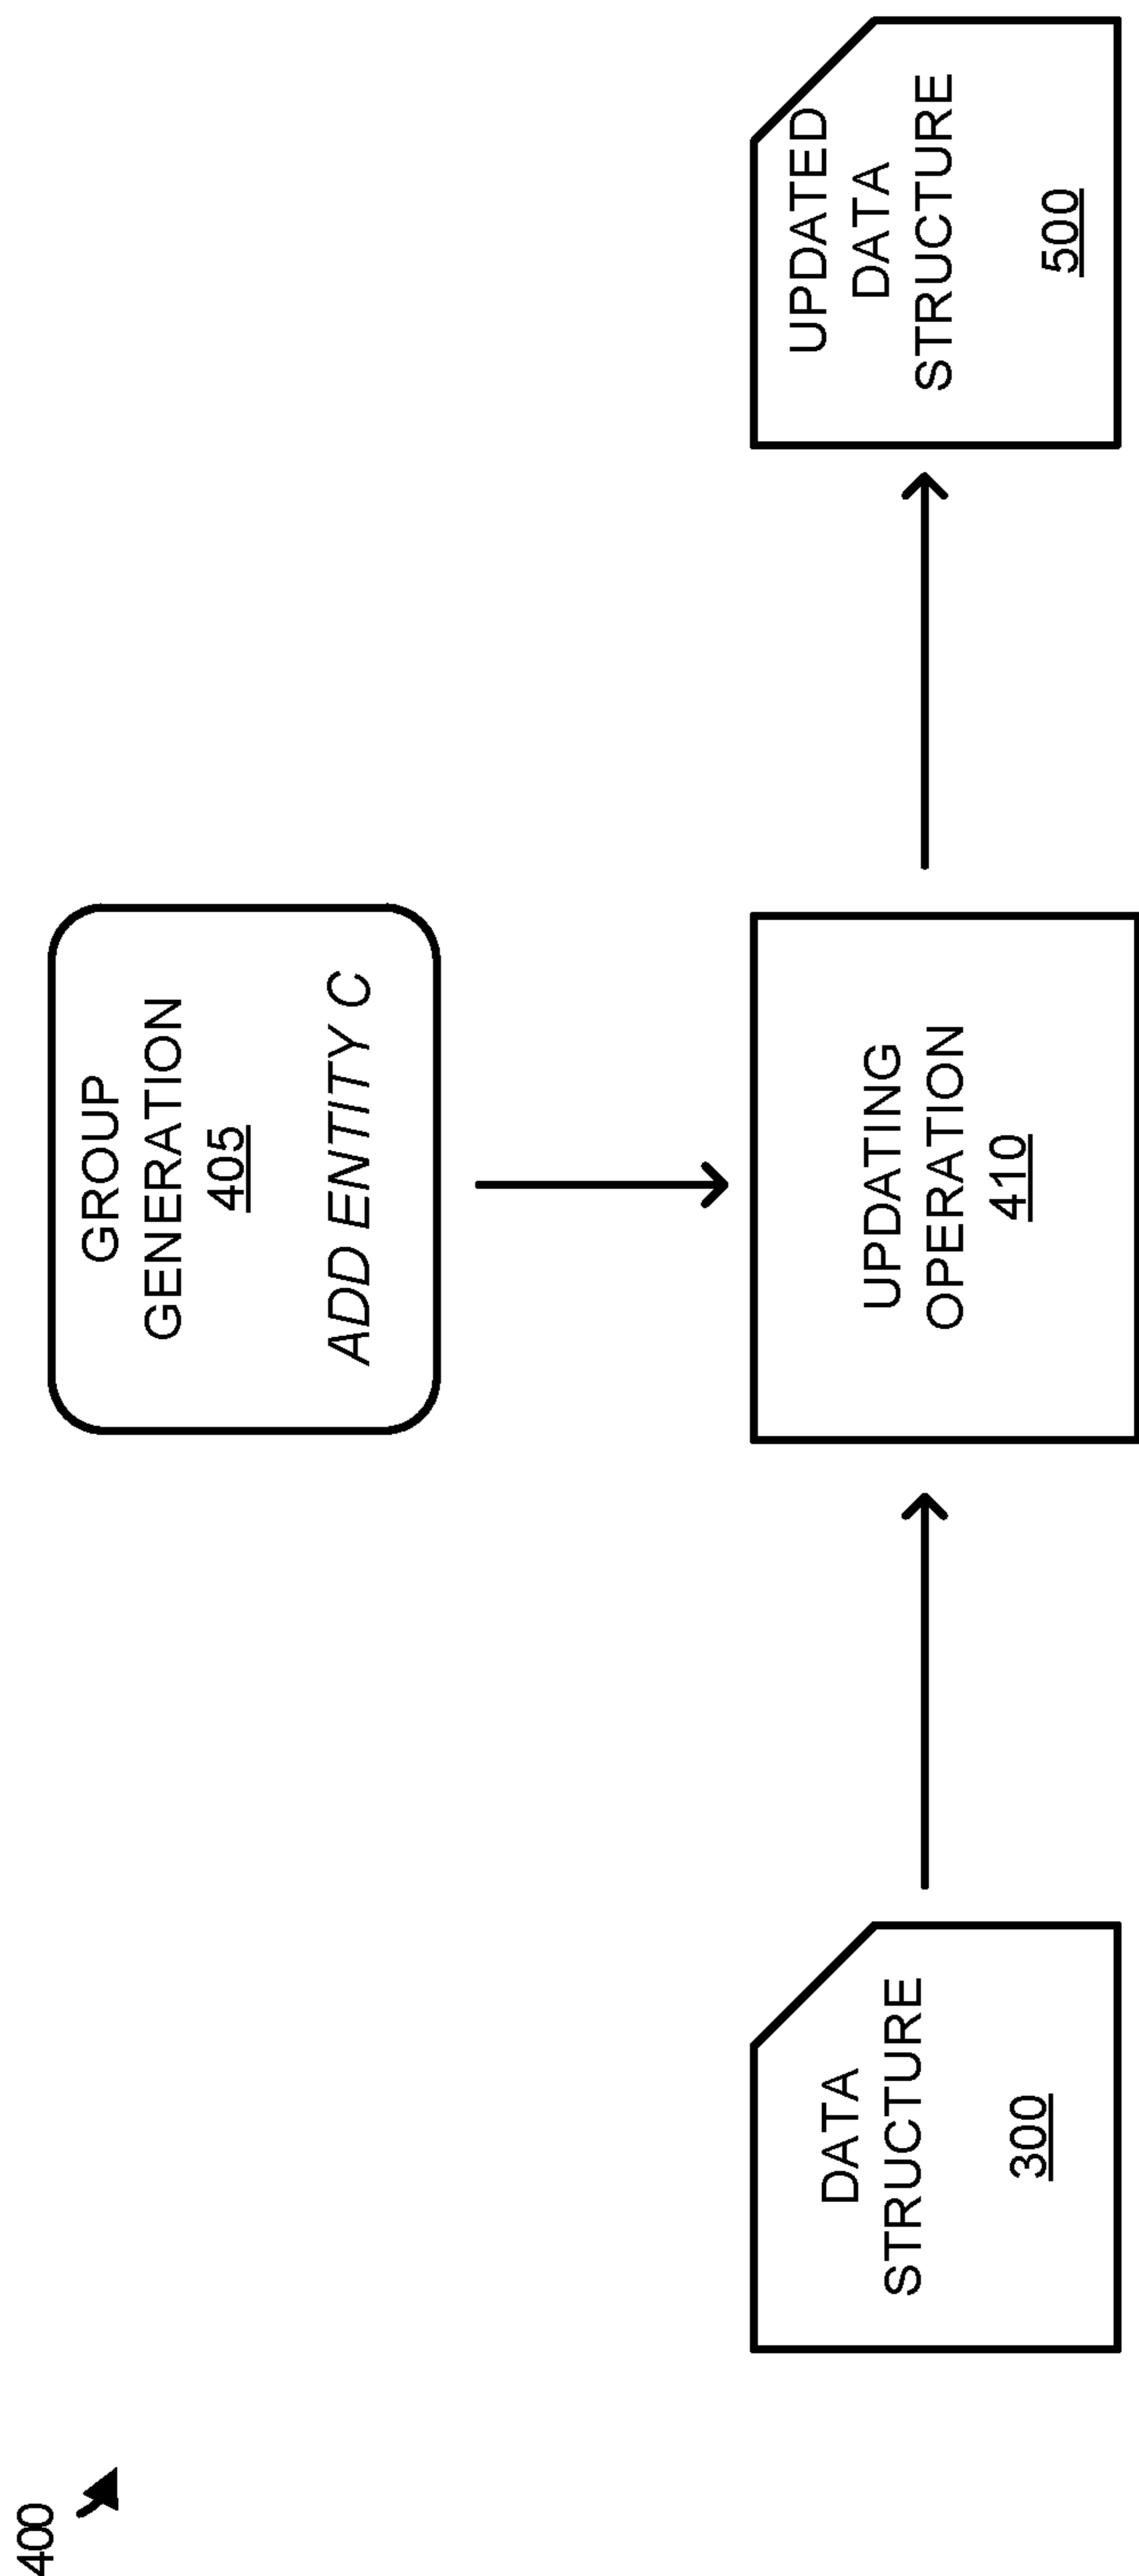 400
GROUP
GENERATION
405
ADD ENTITY C
DATA
STRUCTURE
300
UPDATING
OPERATION
410
UPDATED
DATA
STRUCTURE
500